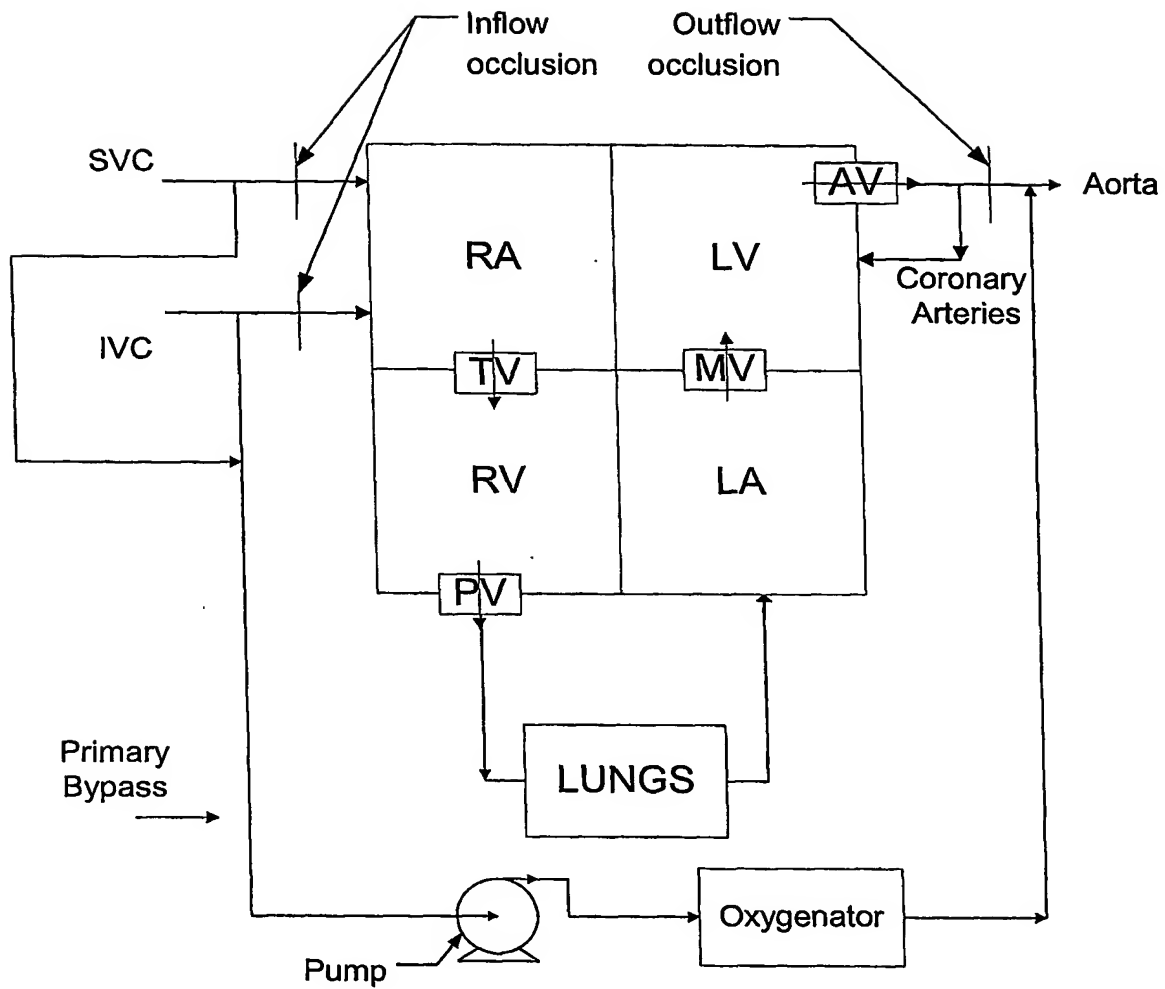 Inflow
occlusion
Outflow
occlusion
SVC
AV
Aorta
RA
LV
Coronary
Arteries
IVC
TV
MV
RV
LA
PV
LUNGS
Primary
Bypass
Oxygenator
Pump